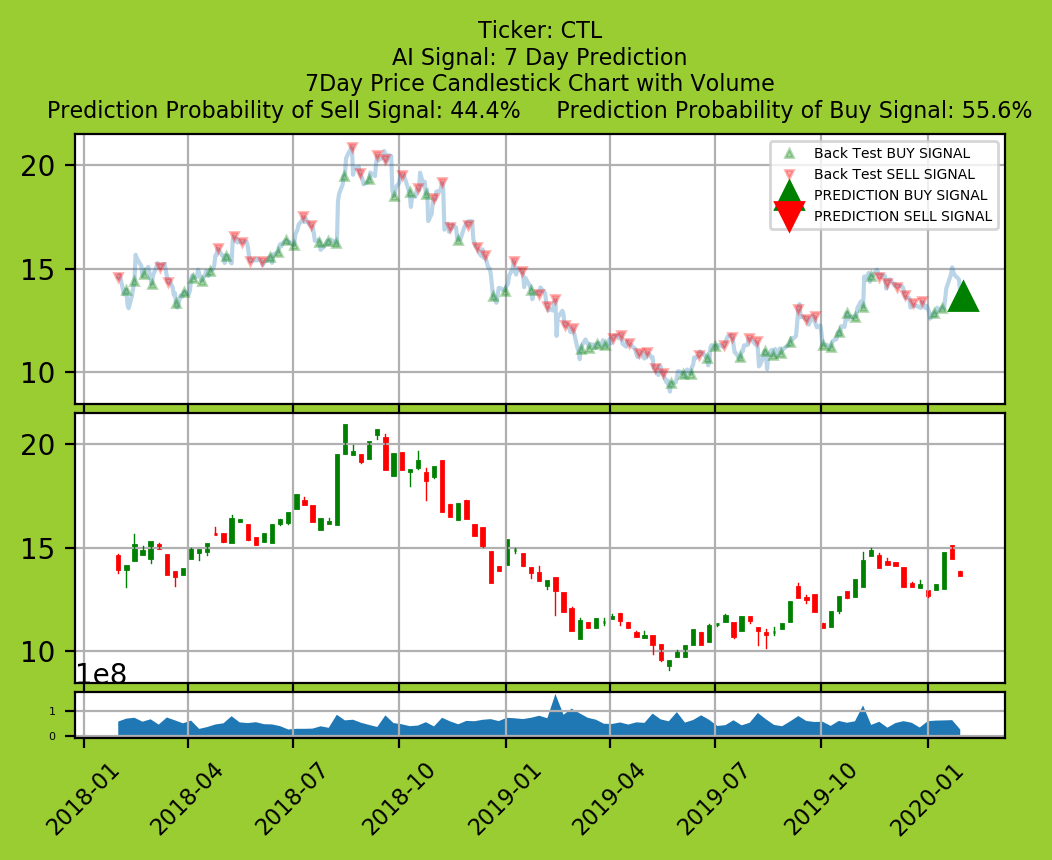 Ticker: CTL
AI Signal: 7 Day Prediction
7Day Price Candlestick Chart with Volume
Prediction Probability of Sell Signal: 44.4%    Prediction Probability of Buy Signal: 55.6%
Back Test BUY SIGNAL
Back Test SELL SIGNAL
PREDICTION BUY SIGNAL
PREDICTION SELL SIGNAL
20
15
10
20
15
10
1e8
1
0
2018-01 2018-04 2018-07 2018-10 2019-01 2019-04 2019-07 2019-10 2020-01